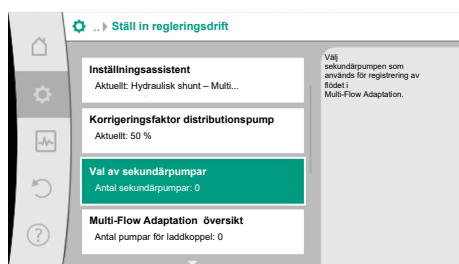 ..› Ställ in regleringsdrift
Inställningsassistent
Aktuellt: Hydraulisk shunt – Multi...
Korrigeringsfaktor distributionspump
Aktuellt: 50 %
Val av sekundärpumpar
Antal sekundärpumpar: 0
Multi-Flow Adaptation översikt
Antal pumpar för laddkoppel: 0
Välj
sekundärpumpen som
används för registrering av
flödet i
Multi-Flow Adaptation.
?